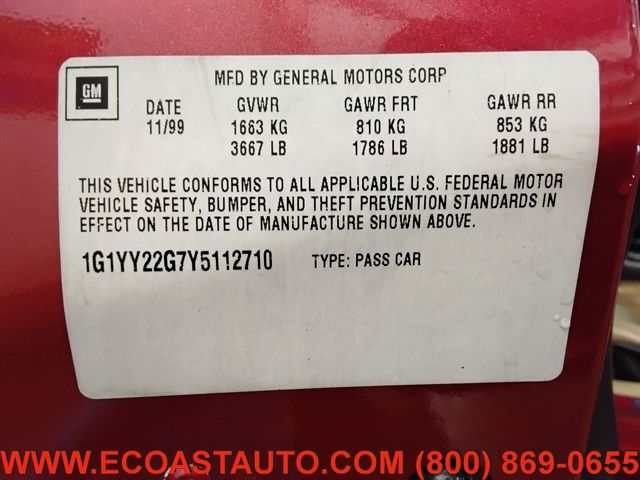 GM
MFD BY GENERAL MOTORS CORP
DATE GVWR GAWR FRT GAWR RR
11/99 1663 KG 810 KG 853 KG
3667 LB 1786 LB 1881 LB
THIS VEHICLE CONFORMS TO ALL APPLICABLE U.S. FEDERAL MOTOR
VEHICLE SAFETY, BUMPER, AND THEFT PREVENTION STANDARDS IN
EFFECT ON THE DATE OF MANUFACTURE SHOWN ABOVE.
1G1YY22G7Y5112710 TYPE: PASS CAR
WWW.ECOASTAUTO.COM (800) 869-0655